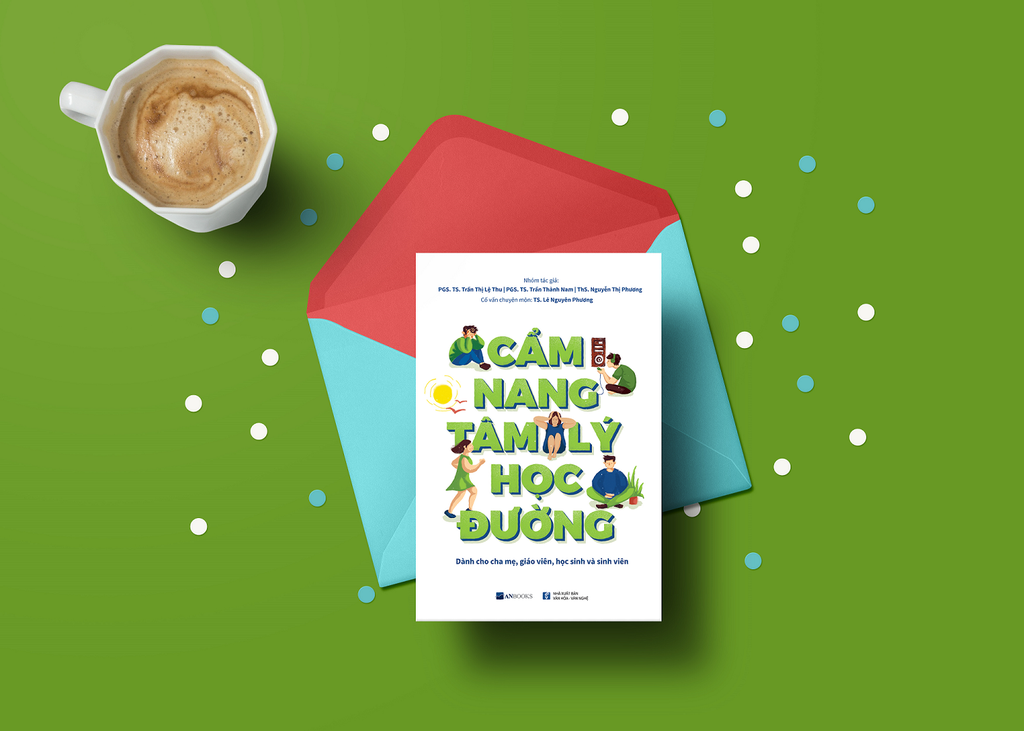 Nhóm tác giả:
PGS. TS. Trần Thị Lệ Thu | PGS. TS. Trần Thành Nam | ThS. Nguyễn Thị Phương
Cố vấn chuyên môn: TS. Lê Nguyên Phương
CẨM
NANG
TÂM LÝ
HỌC
ĐƯỜNG
Dành cho cha mẹ, giáo viên, học sinh và sinh viên
ANBOOKS
NHÀ XUẤT BẢN
VĂN HÓA - VĂN NGHỆ